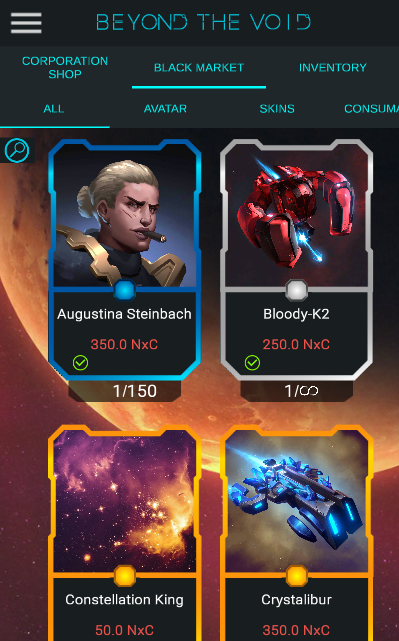 BEYOND THE VOID
CORPORATION
SHOP
BLACK MARKET
INVENTORY
ALL
AVATAR
SKINS
CONSUMA
Augustina Steinbach
Bloody-K2
350.0 NxC
250.0 NxC
1/150
1/∞
Constellation King
Crystalibur
50.0 NxC
350.0 NxC